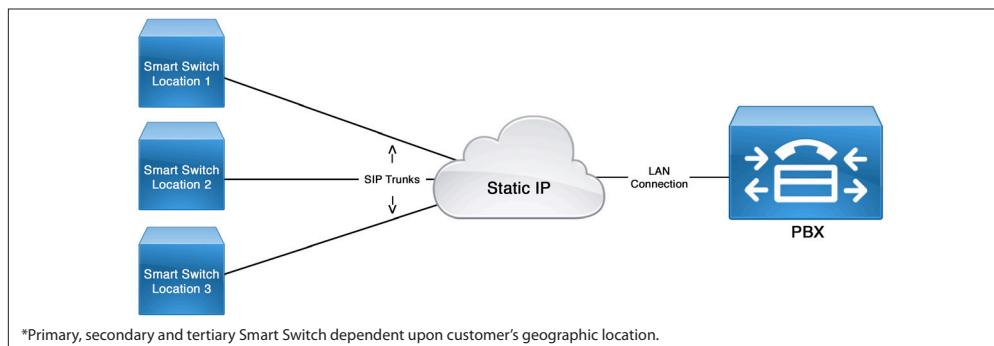 Smart Switch
Location 1
Smart Switch
Location 2
Smart Switch
Location 3
SIP Trunks
Static IP
LAN
Connection
PBX
*Primary, secondary and tertiary Smart Switch dependent upon customer’s geographic location.